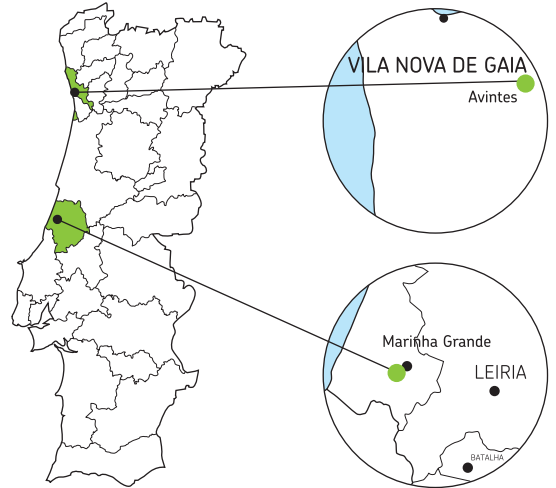 VILA NOVA DE GAIA
Avintes
Marinha Grande
LEIRIA
BATALHA